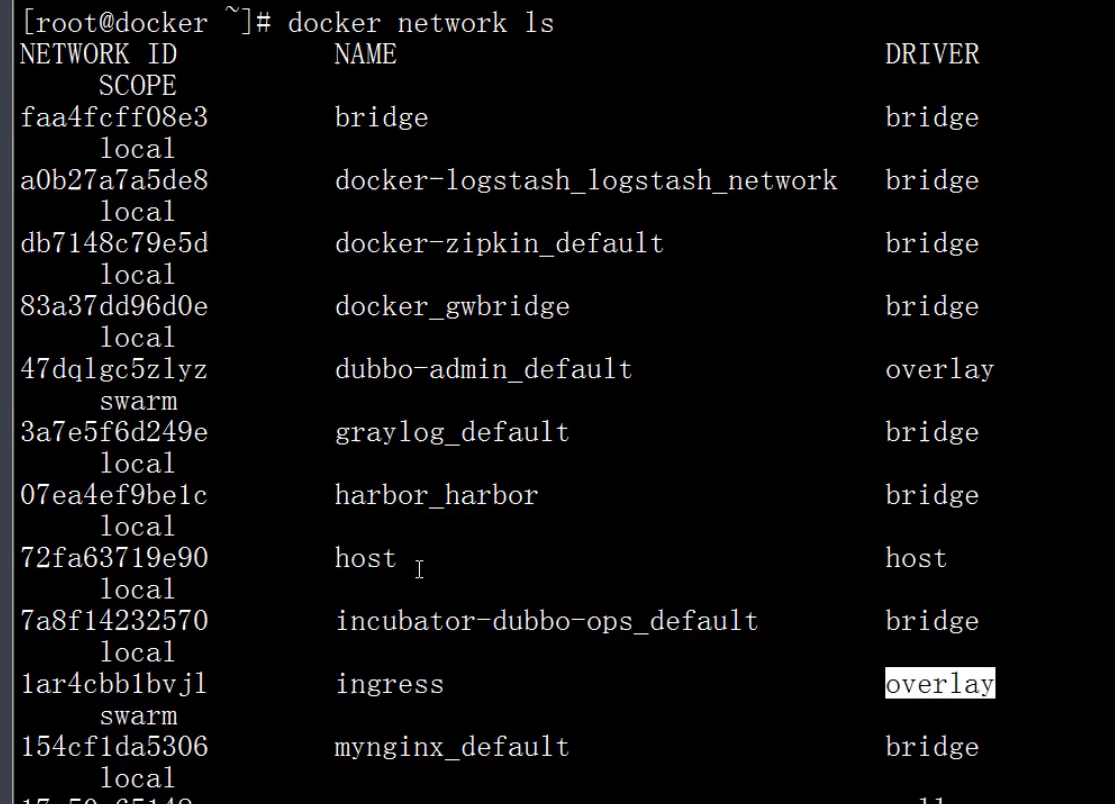 [root@docker ~]# docker network ls
NETWORK ID NAME DRIVER
SCOPE
faa4fcff08e3 bridge bridge
local
a0b27a7a5de8 docker-logstash_logstash_network bridge
local
db7148c79e5d docker-zipkin_default bridge
local
83a37dd96d0e docker_gwbridge bridge
local
47dqlgc5zlyz dubbo-admin_default overlay
swarm
3a7e5f6d249e graylog_default bridge
local
07ea4ef9be1c harbor_harbor bridge
local
72fa63719e90 host host
local
7a8f14232570 incubator-dubbo-ops_default bridge
local
1ar4cbb1bvjl ingress overlay
swarm
154cf1da5306 mynginx_default bridge
local